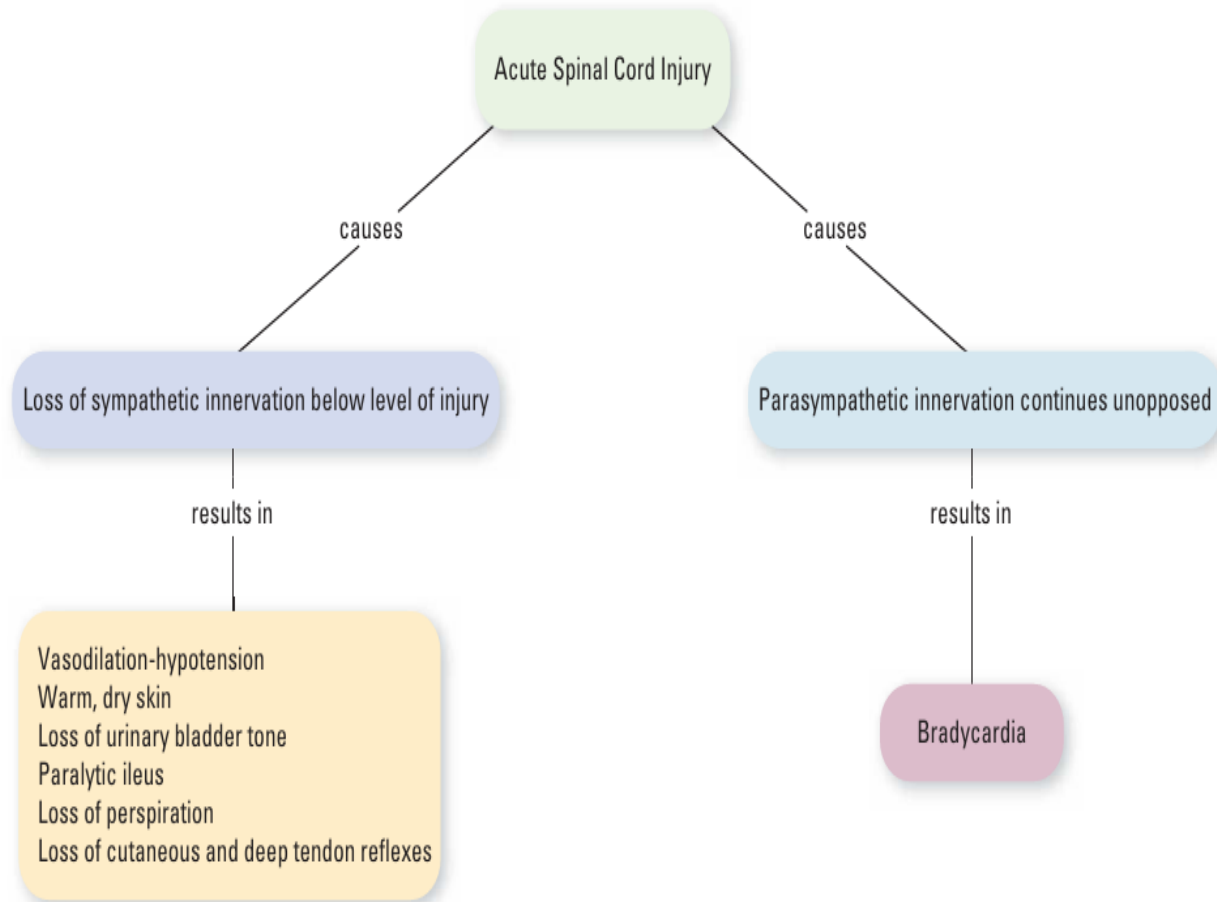 Acute Spinal Cord Injury
causes
causes
Loss of sympathetic innervation below level of injury
Parasympathetic innervation continues unopposed
results in
results in
Vasodilation-hypotension
Warm, dry skin
Loss of urinary bladder tone
Paralytic ileus
Loss of perspiration
Loss of cutaneous and deep tendon reflexes
Bradycardia